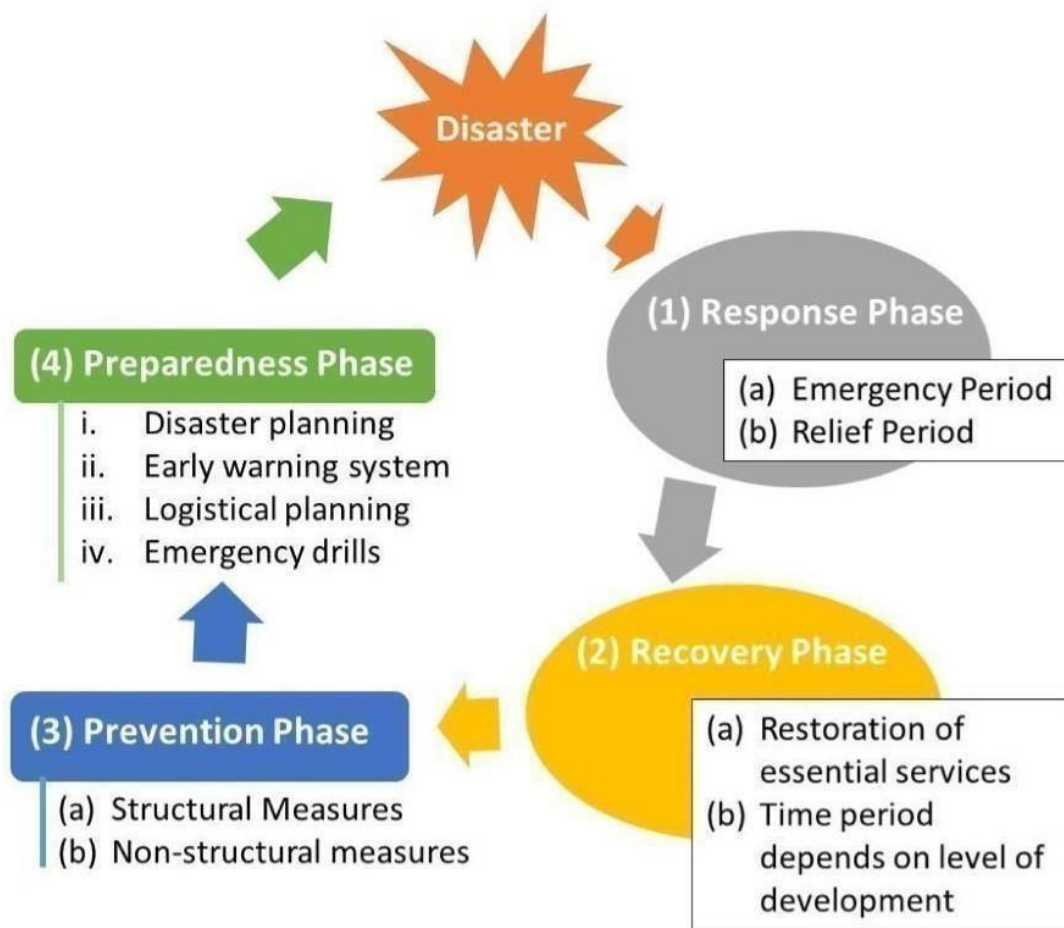 Disaster
(1) Response Phase
(a) Emergency Period
(b) Relief Period
(2) Recovery Phase
(a) Restoration of
essential services
(b) Time period
depends on level of
development
(3) Prevention Phase
(a) Structural Measures
(b) Non-structural measures
(4) Preparedness Phase
i. Disaster planning
ii. Early warning system
iii. Logistical planning
iv. Emergency drills